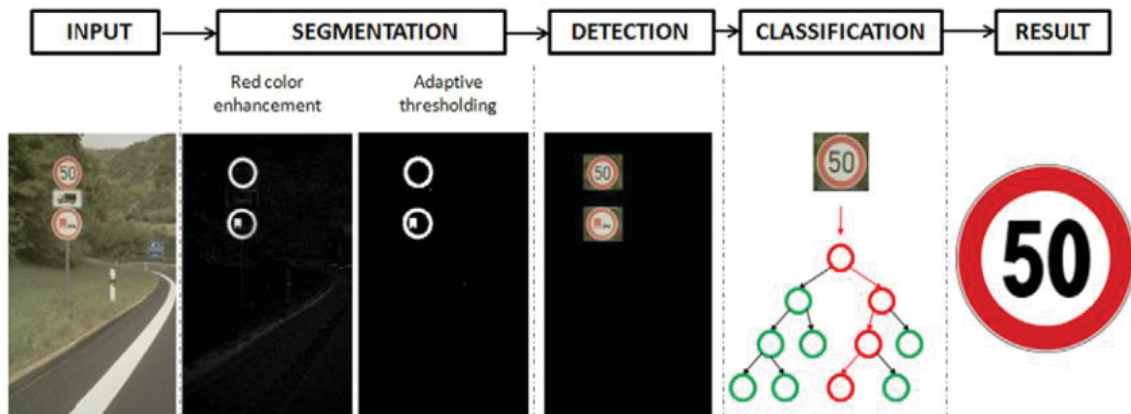 INPUT
SEGMENTATION
DETECTION
CLASSIFICATION
RESULT
Red color
enhancement
Adaptive
thresholding
50
50
50
50